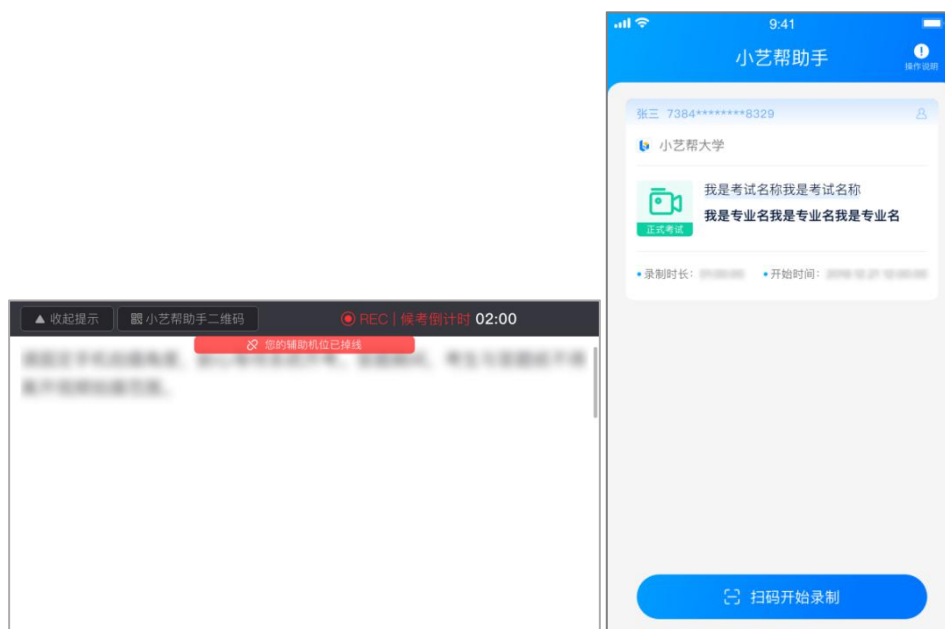 ▲ 收起提示 小艺帮助手二维码 REC | 候考倒计时 02:00
您的辅助机位已掉线
9:41
小艺帮助手
操作说明
张三 7384********8329
小艺帮大学
我是考试名称我是考试名称
我是专业名我是专业名我是专业名
正式考试
•录制时长： •开始时间：
扫码开始录制